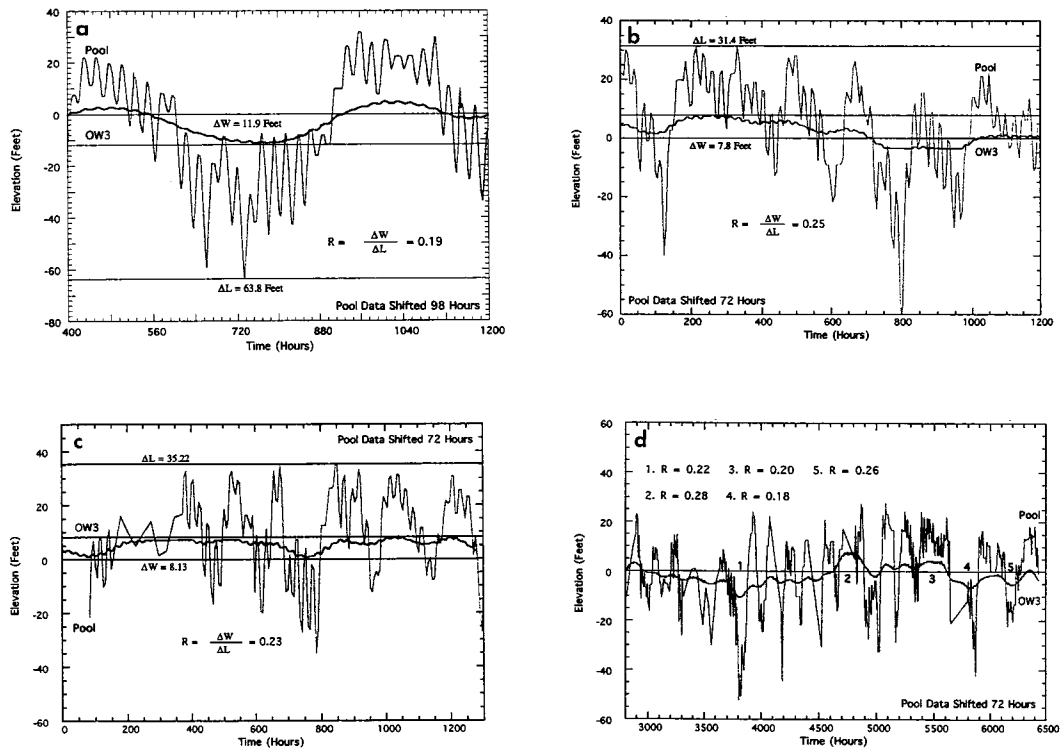 a
Pool
OW3
ΔW = 11.9 Feet
R = ΔW / ΔL = 0.19
ΔL = 63.8 Feet
Pool Data Shifted 98 Hours
Elevation (Feet)
40
20
0
-20
-40
-60
-80
400 560 720 880 1040 1200
Time (Hours)
b
ΔL = 31.4 Feet
Pool
ΔW = 7.8 Feet
OW3
R = ΔW / ΔL = 0.25
Pool Data Shifted 72 Hours
Elevation (Feet)
40
20
0
-20
-40
-60
0 200 400 600 800 1000 1200
Time (Hours)
c
Pool Data Shifted 72 Hours
ΔL = 35.22
OW3
ΔW = 8.13
Pool
R = ΔW / ΔL = 0.23
Elevation (Feet)
60
40
20
0
-20
-40
-60
0 200 400 600 800 1000 1200
Time (Hours)
d
1. R = 0.22 3. R = 0.20 5. R = 0.26
2. R = 0.28 4. R = 0.18
Pool
1 2 3 4 5
OW3
Pool Data Shifted 72 Hours
Elevation (Feet)
60
40
20
0
-20
-40
-60
3000 3500 4000 4500 5000 5500 6000 6500
Time (Hours)